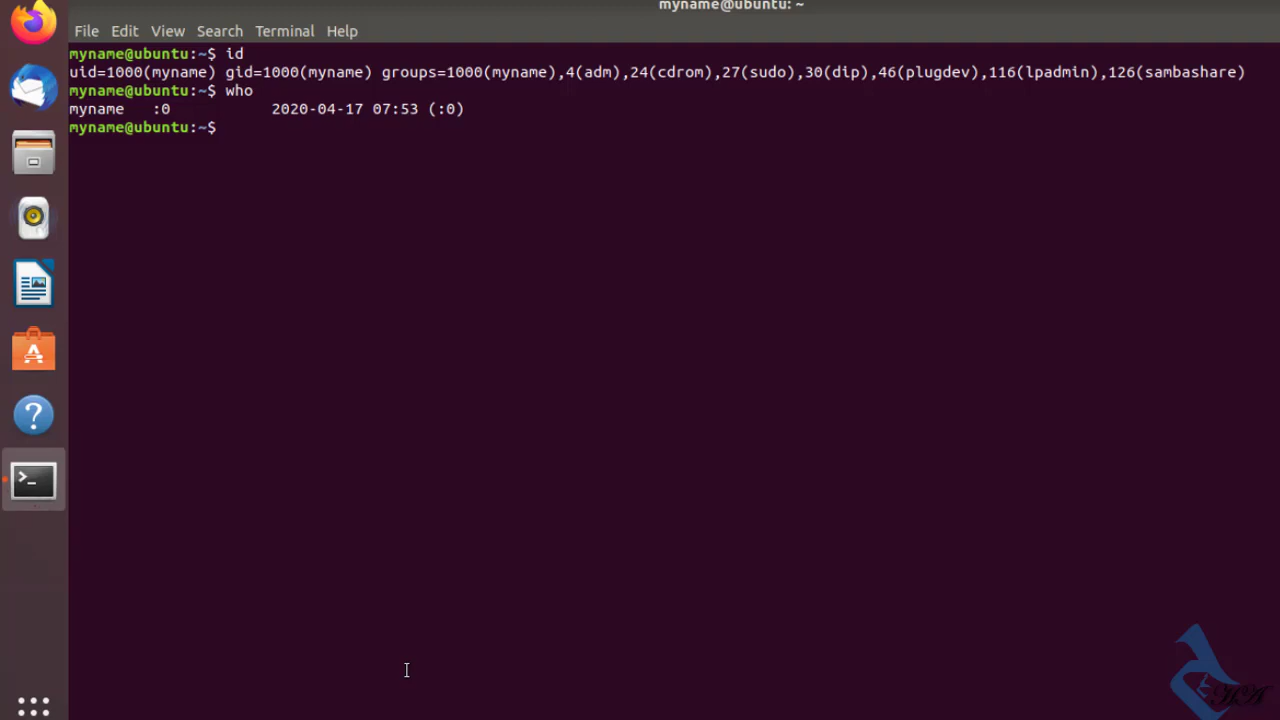 myname@ubuntu: ~
File Edit View Search Terminal Help
myname@ubuntu:~$ id
uid=1000(myname) gid=1000(myname) groups=1000(myname),4(adm),24(cdrom),27(sudo),30(dip),46(plugdev),116(lpadmin),126(sambashare)
myname@ubuntu:~$ who
myname   :0           2020-04-17 07:53 (:0)
myname@ubuntu:~$